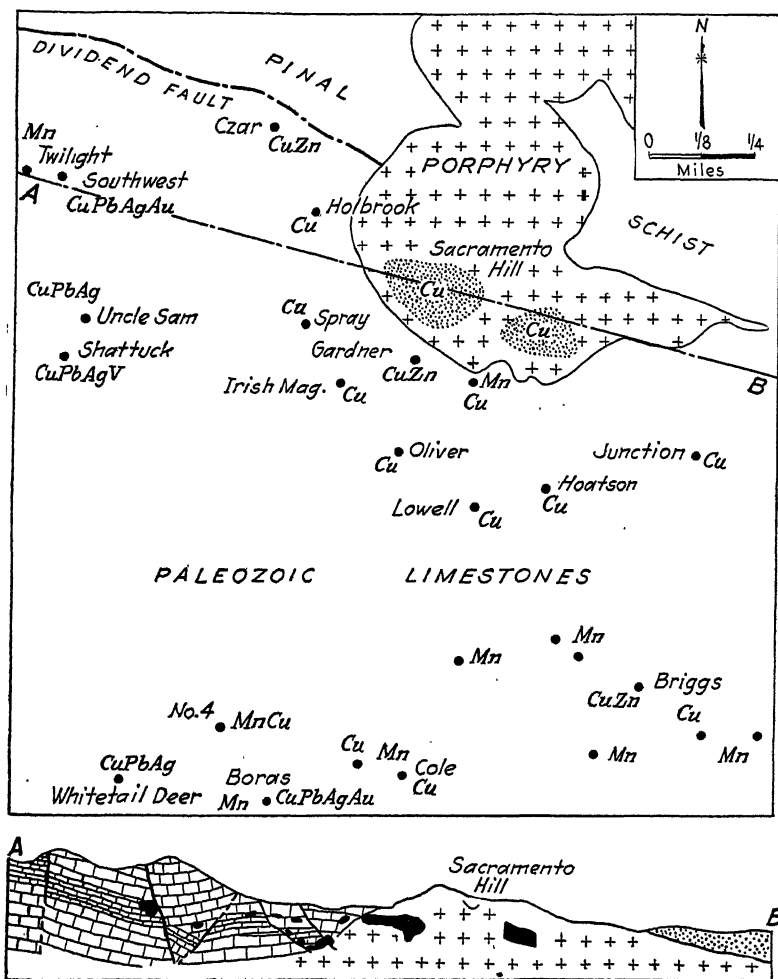 N
0 1/8 1/4
Miles
PINAL
DIVIDEND FAULT
Czar
CuZn
Mn
Twilight
A
Southwest
CuPbAgAu
PORPHYRY
Holbrook
Cu
SCHIST
Sacramento
Hill
Cu
Cu
CuPbAg
Uncle Sam
Cu
Spray
Shattuck
CuPbAgV
Gardner
CuZn
Irish Mag.
Cu
Mn
Cu
B
Oliver
Cu
Junction
Cu
Hoatson
Cu
Lowell
Cu
PALEOZOIC LIMESTONES
Mn
Mn
Briggs
CuZn
Cu
Mn
Mn
No.4
MnCu
Cu
Mn
Cole
Cu
CuPbAg
Whitetail Deer
Boras
Mn
CuPbAgAu
A
Sacramento
Hill
B